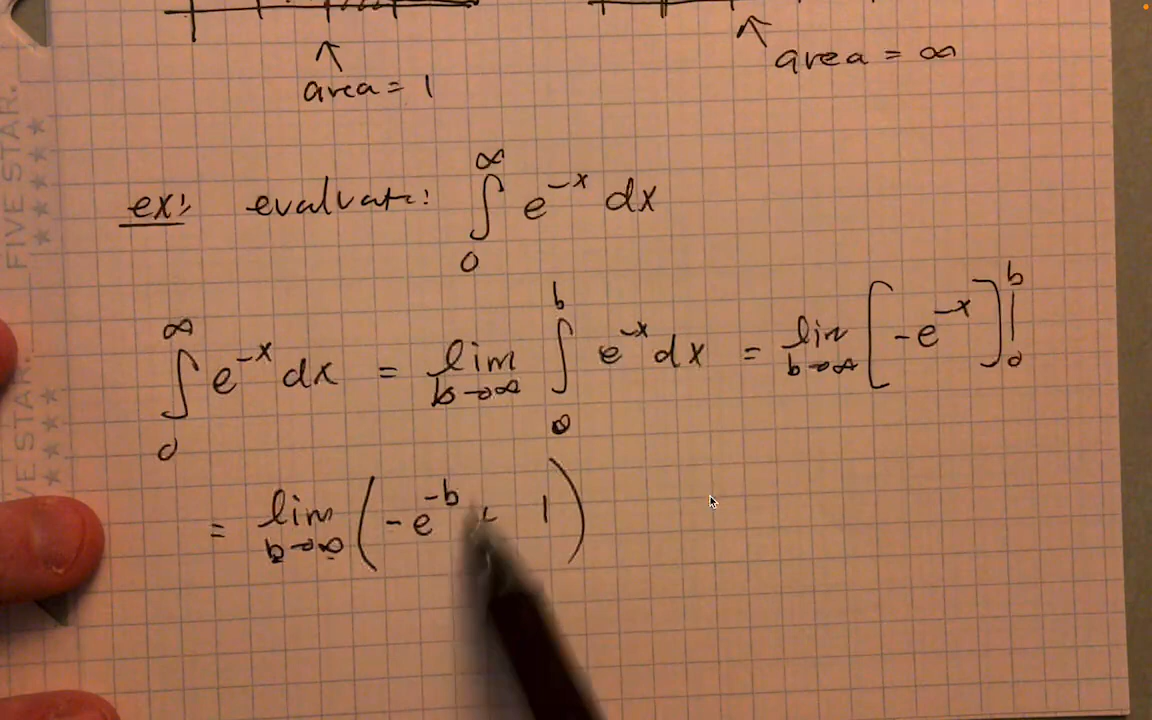 area = 1
area = ∞
ex: evaluate: ∫₀^∞ e^{-x} dx
∫₀^∞ e^{-x} dx = lim_{b→∞} ∫₀^b e^{-x} dx = lim_{b→∞} [-e^{-x}]|₀^b
= lim_{b→∞} (-e^{-b} + 1)
FIVE STAR.
VE STAR.